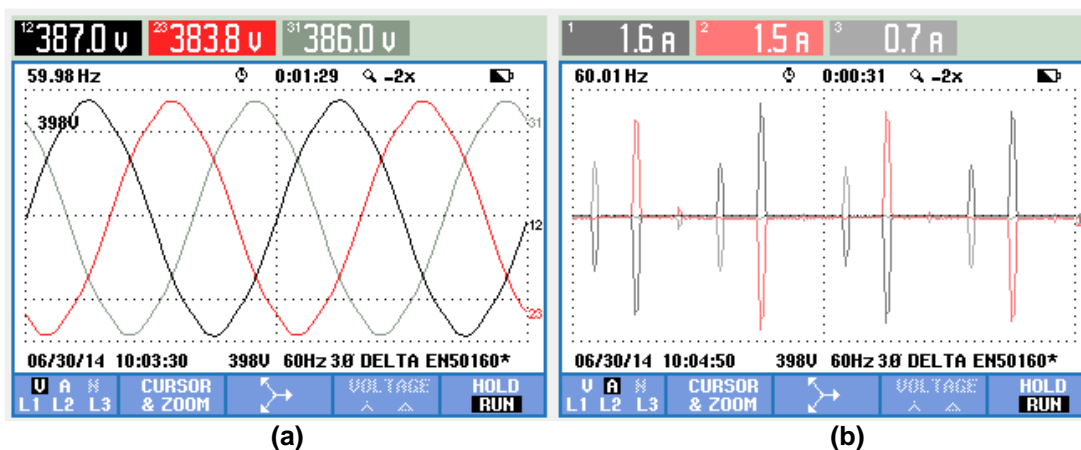 12 387.0 V 23 383.8 V 31 386.0 V
59.98 Hz 0:01:29 -2x
398V
31
12
23
06/30/14 10:03:30 398V 60Hz 3Ø DELTA EN50160*
V A N
L1 L2 L3
CURSOR
& ZOOM
VOLTAGE
HOLD
RUN
(a)
1 1.6 A 2 1.5 A 3 0.7 A
60.01 Hz 0:00:31 -2x
06/30/14 10:04:50 398V 60Hz 3Ø DELTA EN50160*
V A N
L1 L2 L3
CURSOR
& ZOOM
VOLTAGE
HOLD
RUN
(b)